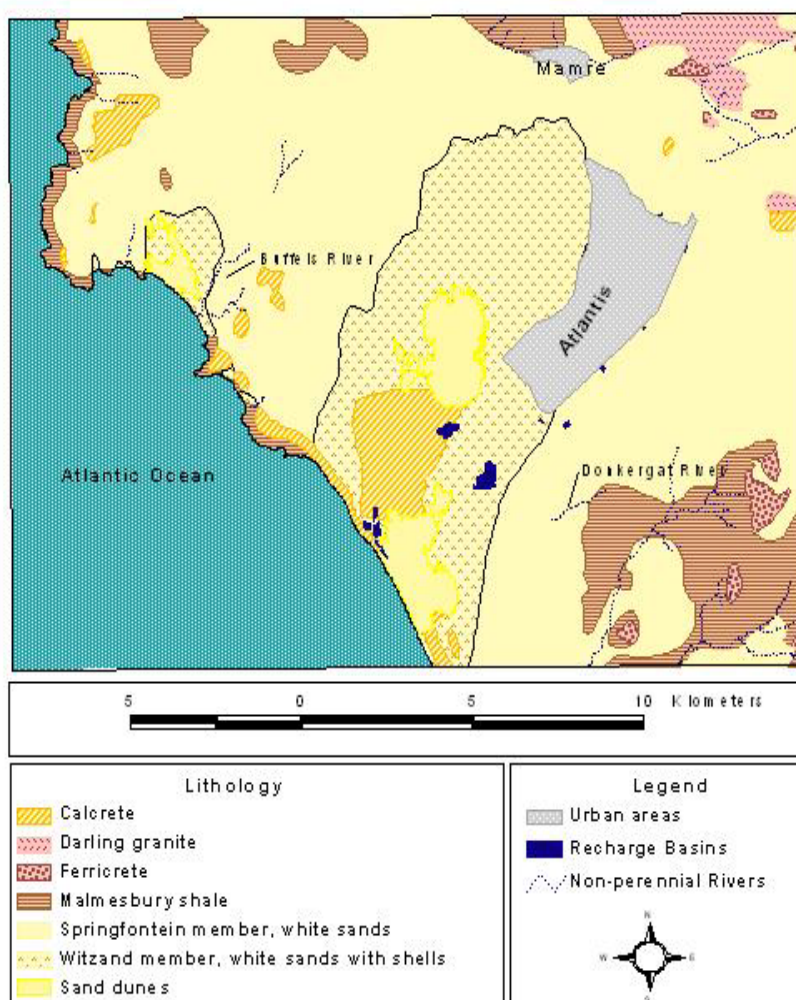 Mamre
Buffels River
Atlantis
Atlantic Ocean
Donkergat River
5 0 5 10 Kilometers
Lithology
Calcrete
Darling granite
Ferricrete
Malmesbury shale
Springfontein member, white sands
Witzand member, white sands with shells
Sand dunes
Legend
Urban areas
Recharge Basins
Non-perennial Rivers
N
W